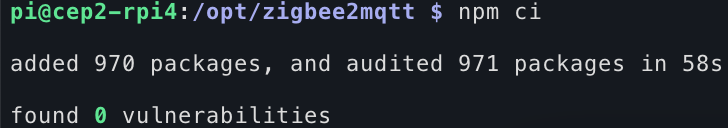 pi@cep2-rpi4:/opt/zigbee2mqtt $ npm ci
added 970 packages, and audited 971 packages in 58s
found 0 vulnerabilities